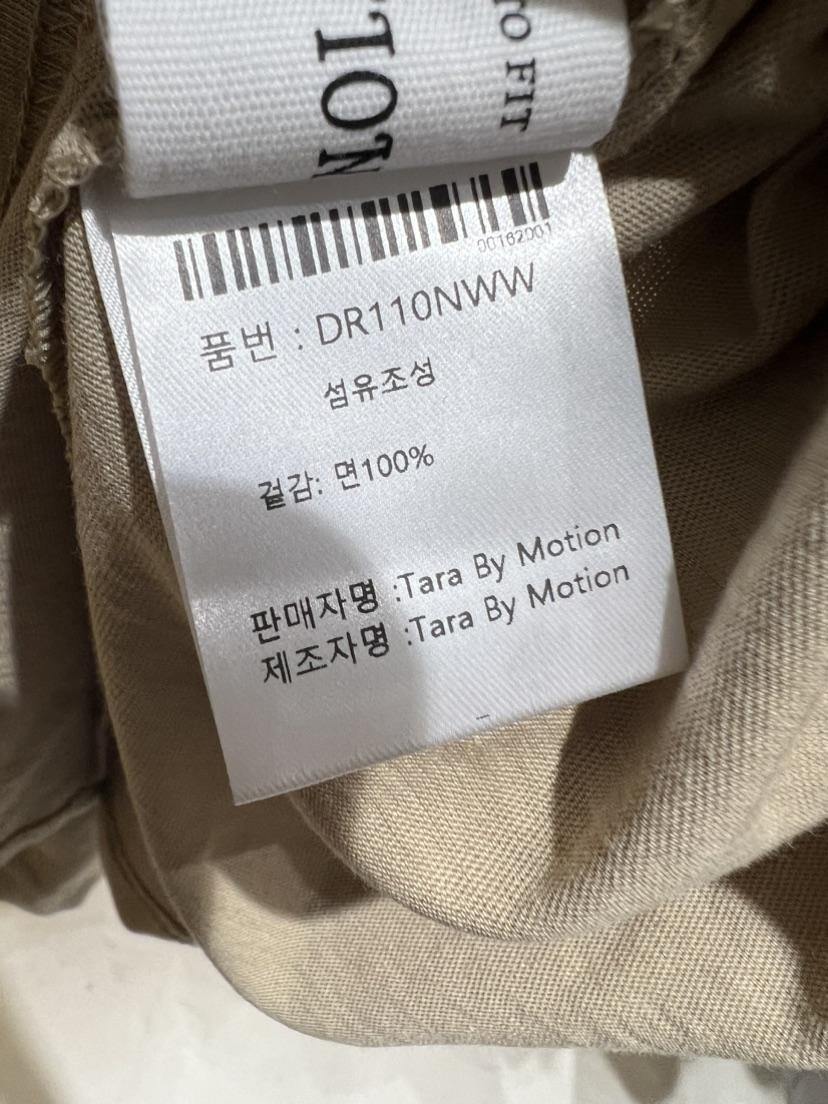 TO FIT
00162001
품번 : DR110NWW
섬유조성
겉감: 면100%
판매자명 :Tara By Motion
제조자명 :Tara By Motion